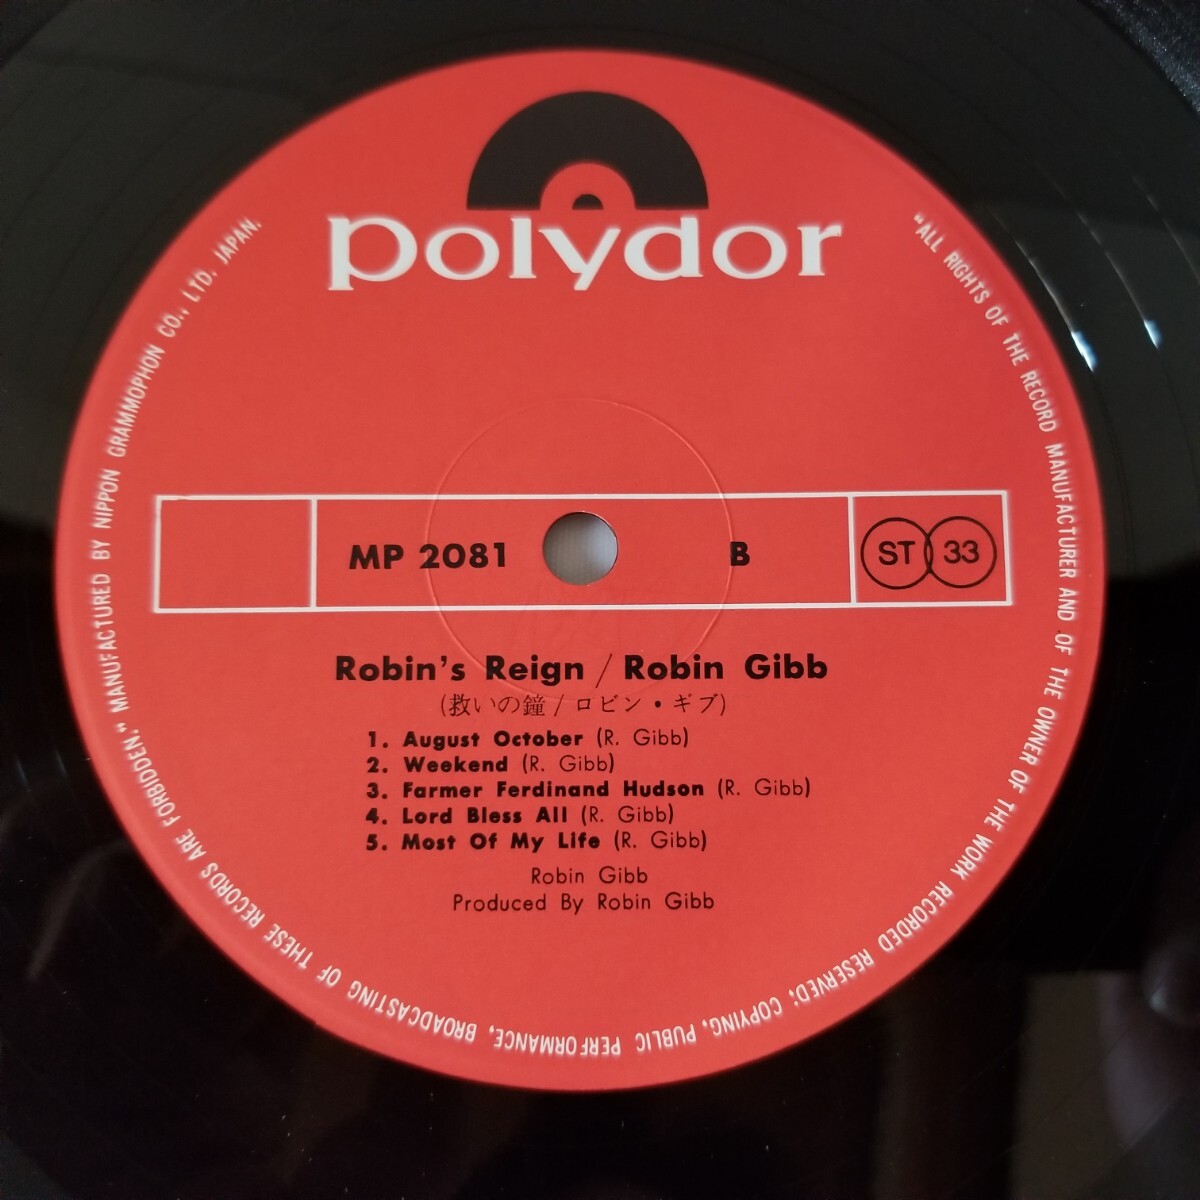 polydor
MP 2081 B ST 33
Robin's Reign / Robin Gibb
(救いの鐘 / ロビン・ギブ)
1. August October (R. Gibb)
2. Weekend (R. Gibb)
3. Farmer Ferdinand Hudson (R. Gibb)
4. Lord Bless All (R. Gibb)
5. Most Of My Life (R. Gibb)
Robin Gibb
Produced By Robin Gibb
"ALL RIGHTS OF THE RECORD MANUFACTURER AND OF THE OWNER OF THE WORK RECORDED RESERVED; COPYING, PUBLIC PERFORMANCE, BROADCASTING OF THESE RECORDS ARE FORBIDDEN." MANUFACTURED BY NIPPON GRAMMOPHON CO., LTD. JAPAN.